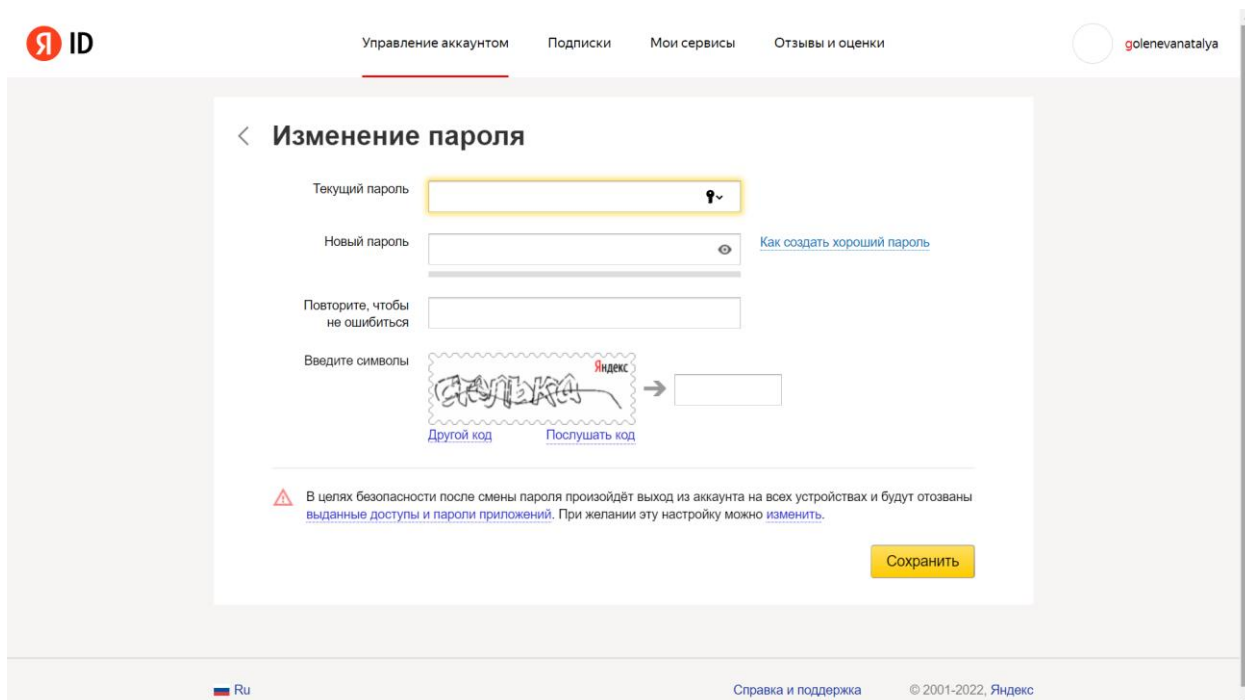 Я ID
Управление аккаунтом Подписки Мои сервисы Отзывы и оценки golenevanatalya
Изменение пароля
Текущий пароль
Новый пароль Как создать хороший пароль
Повторите, чтобы
не ошибиться
Введите символы
Яндекс
Другой код Послушать код
В целях безопасности после смены пароля произойдёт выход из аккаунта на всех устройствах и будут отозваны
выданные доступы и пароли приложений. При желании эту настройку можно изменить.
Сохранить
Ru Справка и поддержка © 2001-2022, Яндекс